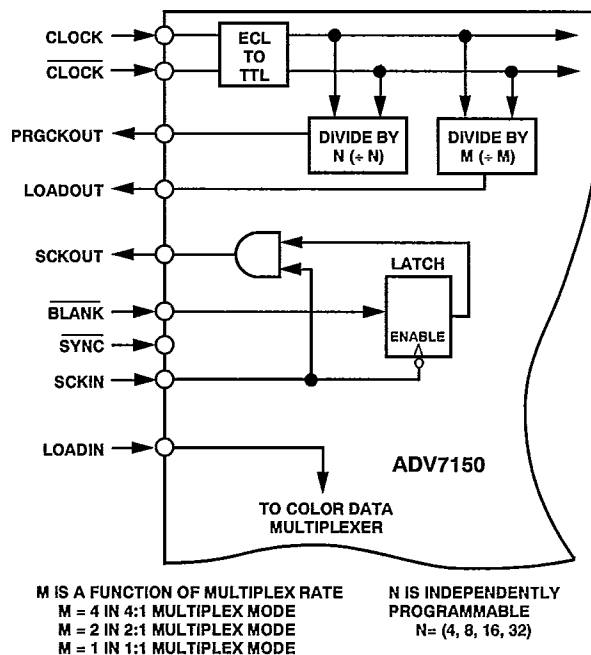 CLOCK
CLOCK
ECL
TO
TTL
PRGCKOUT
DIVIDE BY
N (÷ N)
DIVIDE BY
M (÷ M)
LOADOUT
SCKOUT
LATCH
BLANK
ENABLE
SYNC
SCKIN
LOADIN
ADV7150
TO COLOR DATA
MULTIPLEXER
M IS A FUNCTION OF MULTIPLEX RATE
M = 4 IN 4:1 MULTIPLEX MODE
M = 2 IN 2:1 MULTIPLEX MODE
M = 1 IN 1:1 MULTIPLEX MODE
N IS INDEPENDENTLY
PROGRAMMABLE
N= (4, 8, 16, 32)